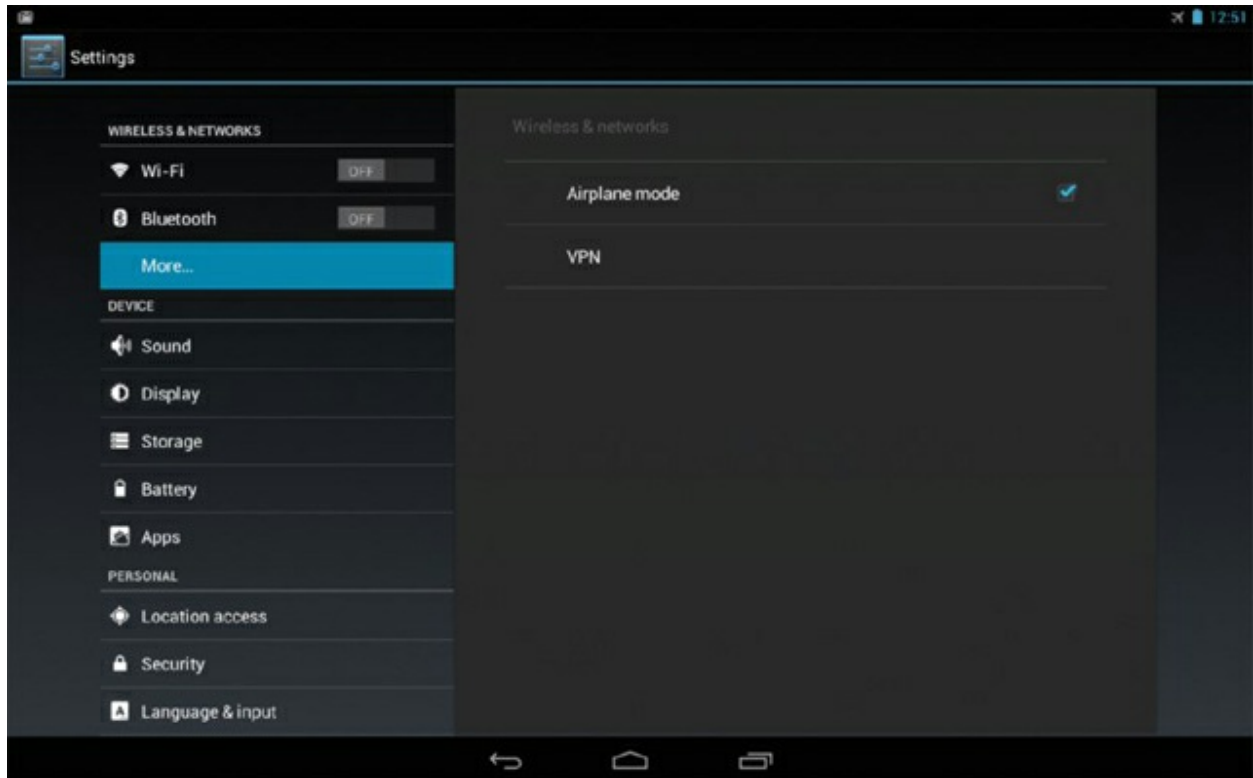 12:51
Settings
WIRELESS & NETWORKS
Wi-Fi OFF
Bluetooth OFF
More...
DEVICE
Sound
Display
Storage
Battery
Apps
PERSONAL
Location access
Security
Language & input
Wireless & networks
Airplane mode
VPN